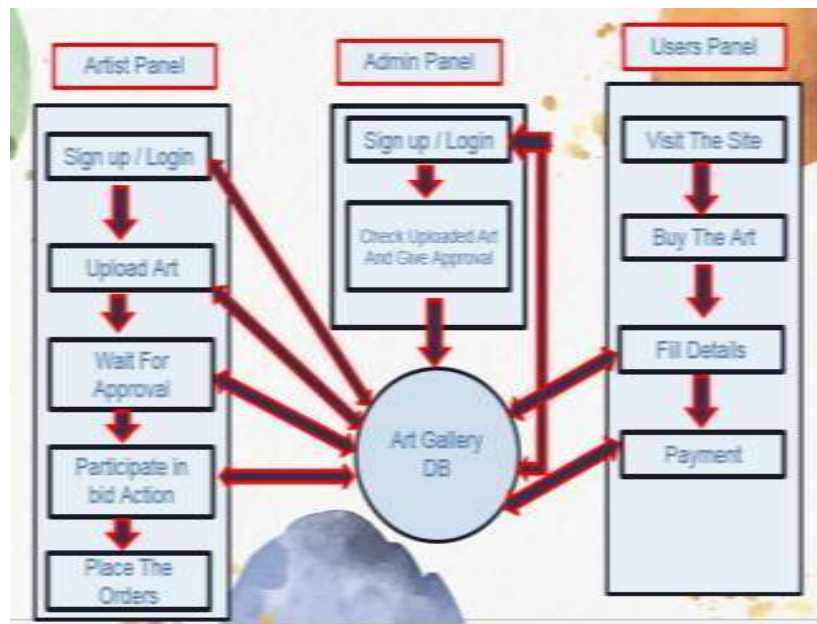 Artist Panel
Sign up / Login
Upload Art
Wait For
Approval
Participate in
bid Action
Place The
Orders
Admin Panel
Sign up / Login
Check Uploaded Art
And Give Approval
Art Gallery
DB
Users Panel
Visit The Site
Buy The Art
Fill Details
Payment